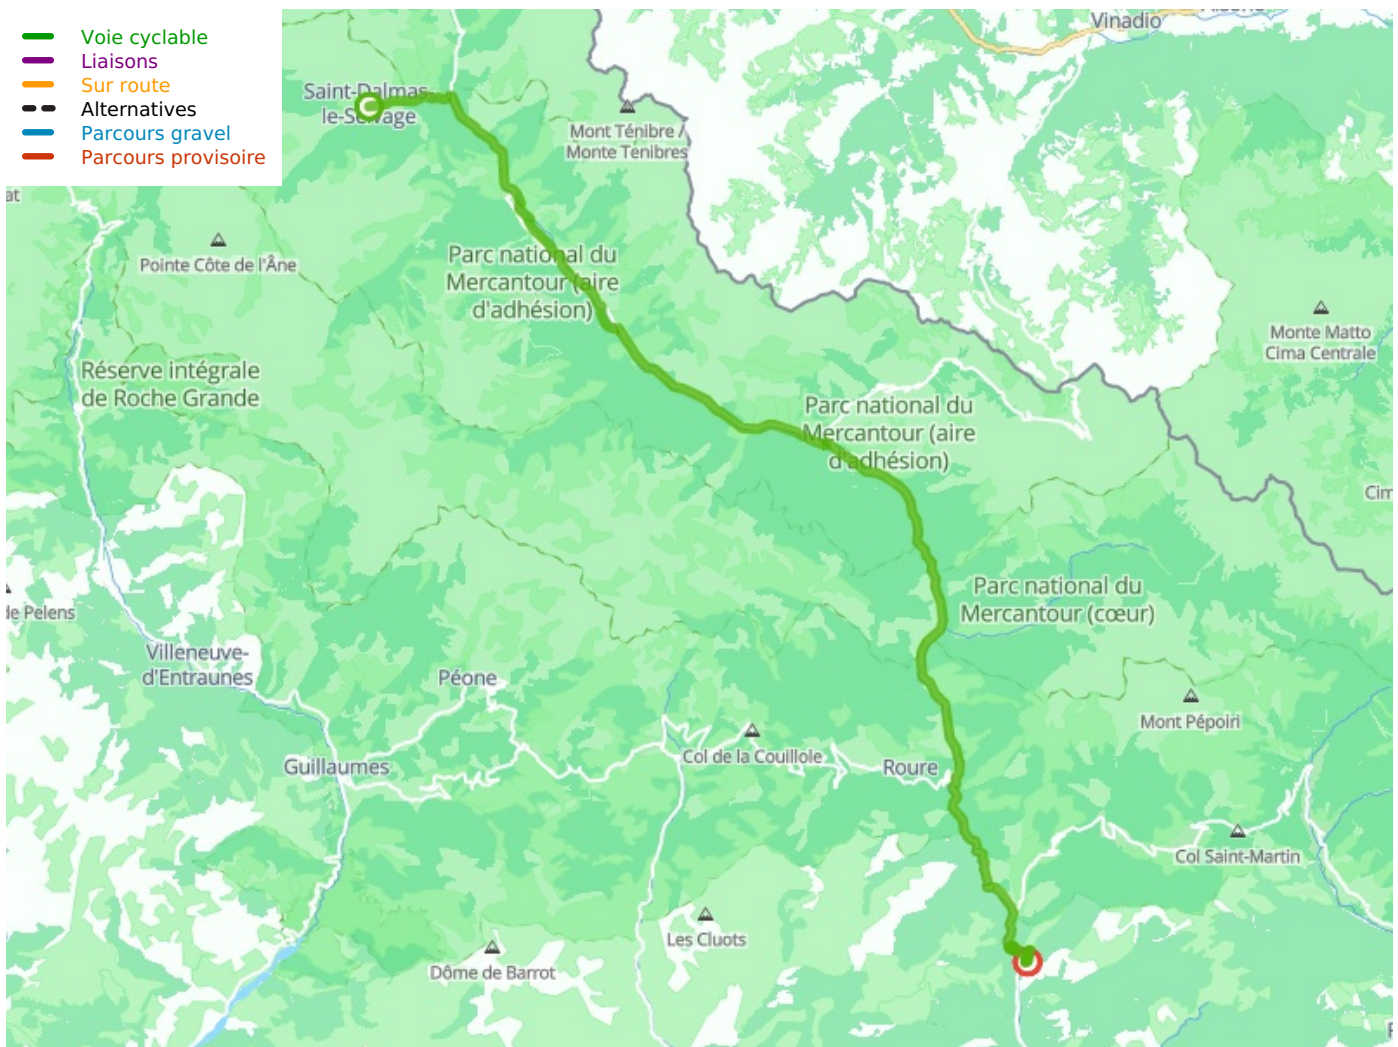 Voie cyclable
Liaisons
Sur route
Alternatives
Parcours gravel
Parcours provisoire
Vinadio
Saint-Dalmas-
le-Selvage
Mont Ténibre /
Monte Tenibres
at
Pointe Côte de l'Âne
Parc national du
Mercantour (aire
d'adhésion)
Monte Matto
Cima Centrale
Réserve intégrale
de Roche Grande
Parc national du
Mercantour (aire
d'adhésion)
Cim
de Pelens
Parc national du
Mercantour (cœur)
Villeneuve-
d'Entraunes
Péone
Mont Pépoiri
Col de la Couillole
Guillaumes
Roure
Col Saint-Martin
Les Cluots
Dôme de Barrot